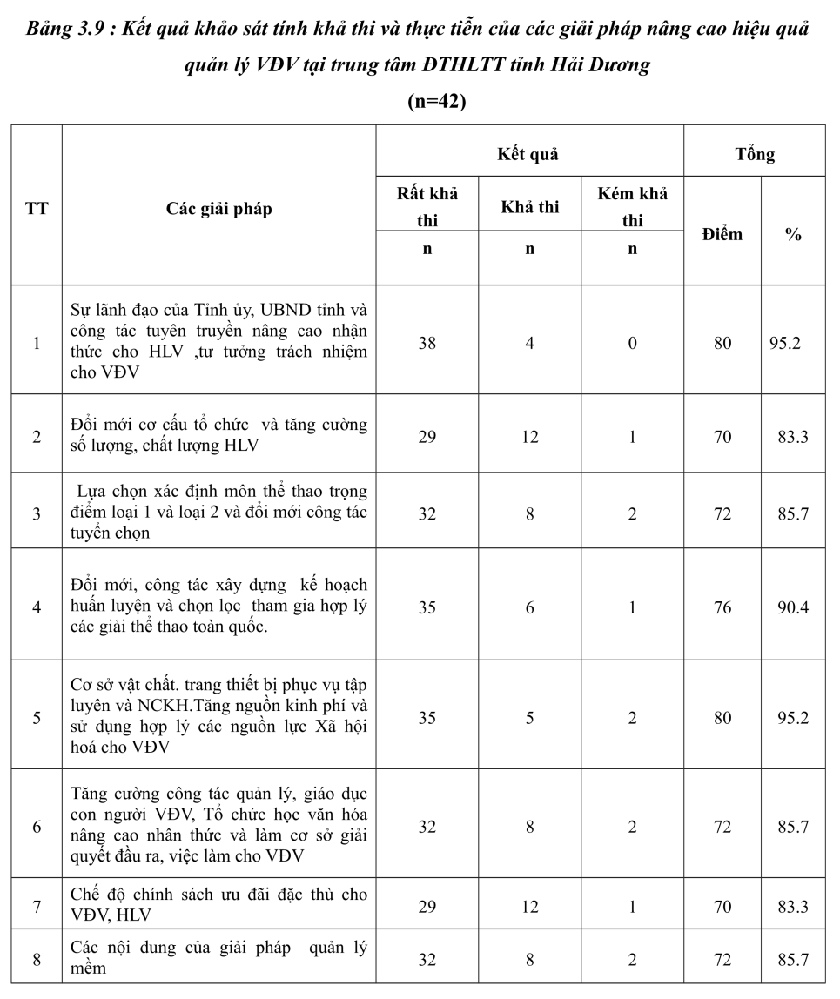 Bảng 3.9 : Kết quả khảo sát tính khả thi và thực tiễn của các giải pháp nâng cao hiệu quả
quản lý VĐV tại trung tâm ĐTHLTT tỉnh Hải Dương
(n=42)
TT
Các giải pháp
Kết quả
Tổng
Rất khả
thi
Khả thi
Kém khả
thi
Điểm
%
n
n
n
1
Sự lãnh đạo của Tỉnh ủy, UBND tỉnh và
công tác tuyên truyền nâng cao nhận
thức cho HLV ,tư tưởng trách nhiệm
cho VĐV
38
4
0
80
95.2
2
Đổi mới cơ cấu tổ chức và tăng cường
số lượng, chất lượng HLV
29
12
1
70
83.3
3
Lựa chọn xác định môn thể thao trọng
điểm loại 1 và loại 2 và đổi mới công tác
tuyển chọn
32
8
2
72
85.7
4
Đổi mới, công tác xây dựng kế hoạch
huấn luyện và chọn lọc tham gia hợp lý
các giải thể thao toàn quốc.
35
6
1
76
90.4
5
Cơ sở vật chất. trang thiết bị phục vụ tập
luyên và NCKH.Tăng nguồn kinh phí và
sử dụng hợp lý các nguồn lực Xã hội
hoá cho VĐV
35
5
2
80
95.2
6
Tăng cường công tác quản lý, giáo dục
con người VĐV, Tổ chức học văn hóa
nâng cao nhân thức và làm cơ sở giải
quyết đầu ra, việc làm cho VĐV
32
8
2
72
85.7
7
Chế độ chính sách ưu đãi đặc thù cho
VĐV, HLV
29
12
1
70
83.3
8
Các nội dung của giải pháp quản lý
mềm
32
8
2
72
85.7